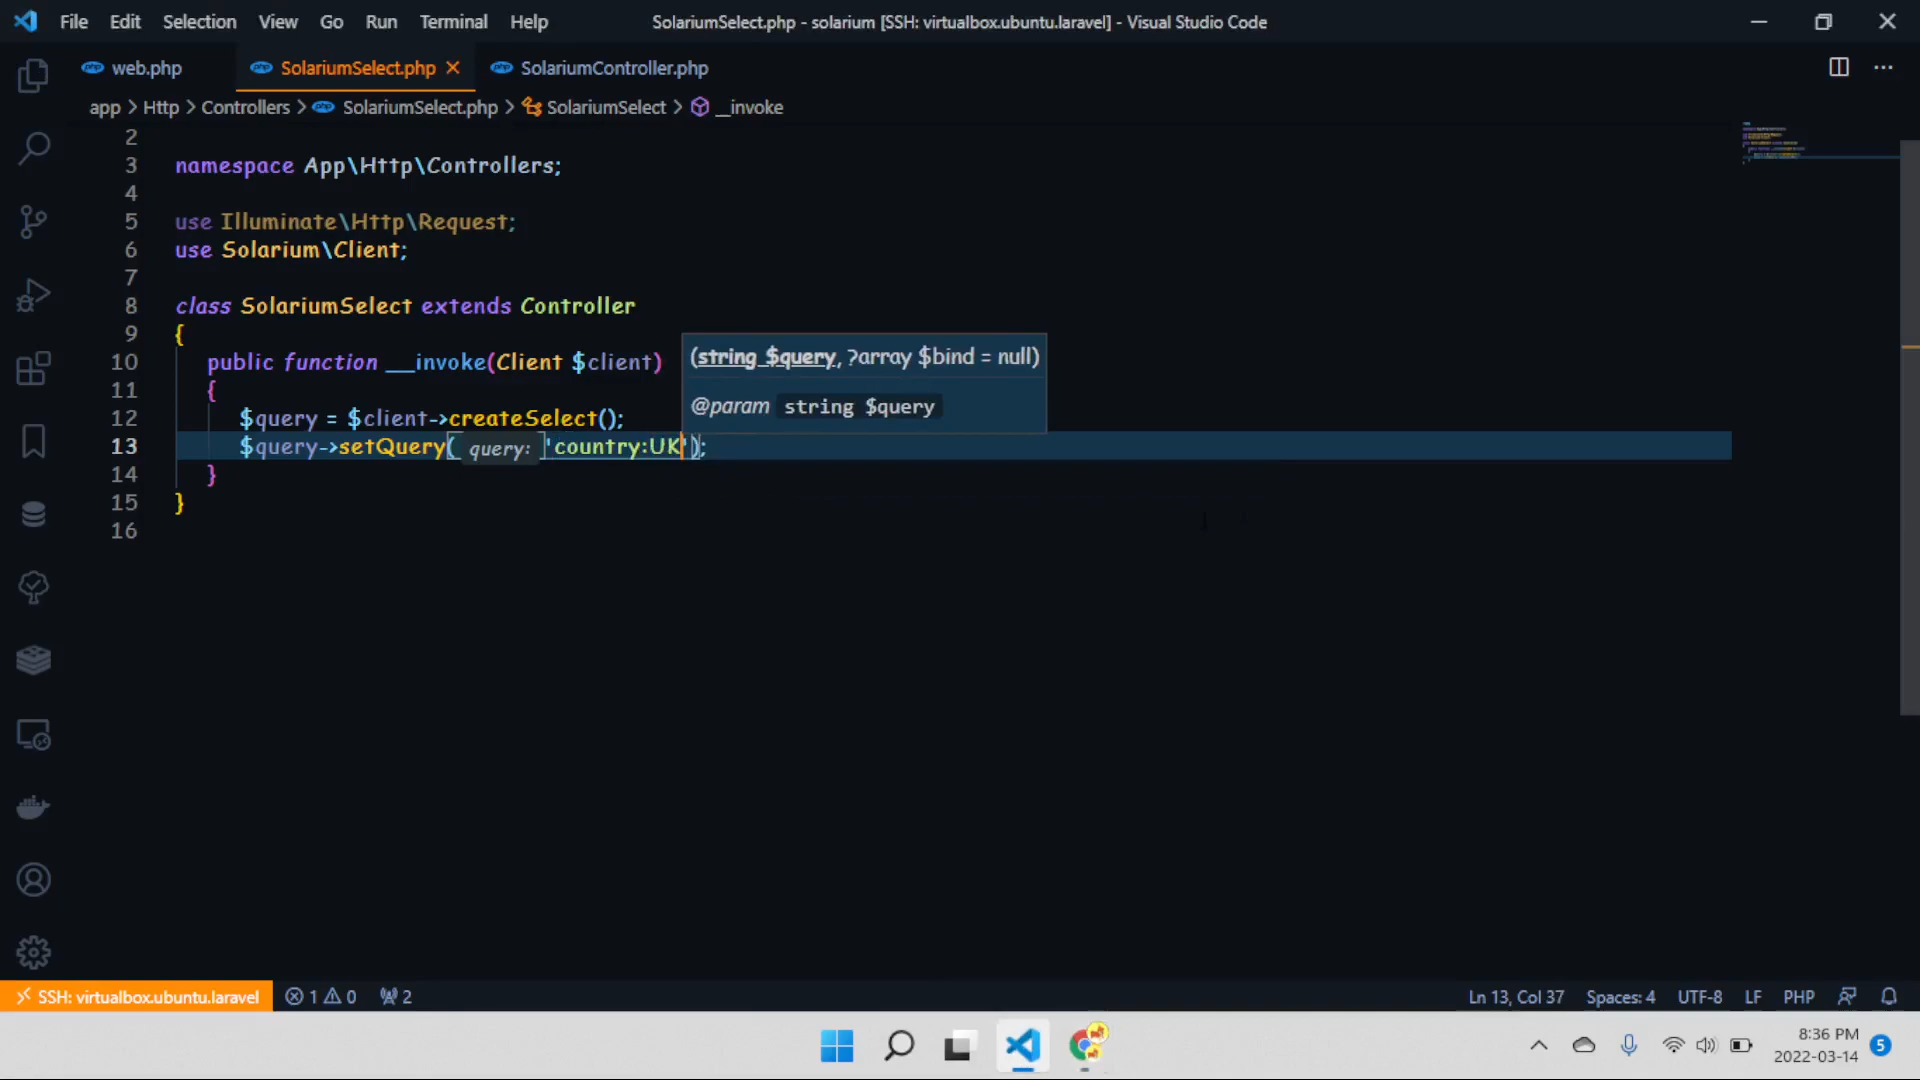 File Edit Selection View Go Run Terminal Help
SolariumSelect.php - solarium [SSH: virtualbox.ubuntu.laravel] - Visual Studio Code
php web.php
php SolariumSelect.php
php SolariumController.php
app > Http > Controllers > php SolariumSelect.php > SolariumSelect > __invoke
2
3 namespace App\Http\Controllers;
4
5 use Illuminate\Http\Request;
6 use Solarium\Client;
7
8 class SolariumSelect extends Controller
9 {
10 public function __invoke(Client $client)
(string $query, ?array $bind = null)
@param string $query
11 {
12 $query = $client->createSelect();
13 $query->setQuery( query: 'country:UK');
14 }
15 }
16
SSH: virtualbox.ubuntu.laravel 1 0 2
Ln 13, Col 37 Spaces: 4 UTF-8 LF PHP
8:36 PM
2022-03-14
5